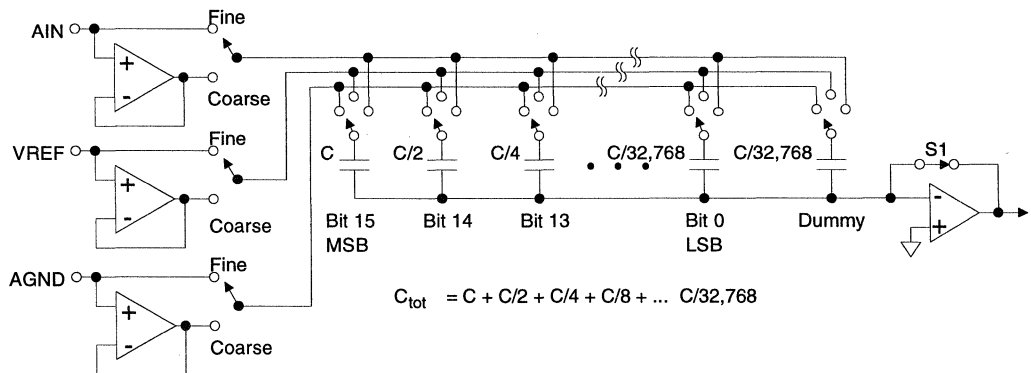 AIN
Fine
+
-
Coarse
VREF
Fine
+
-
Coarse
AGND
Fine
+
-
Coarse
C
C/2
C/4
• • •
C/32,768
C/32,768
S1
-
+
Bit 15
MSB
Bit 14
Bit 13
Bit 0
LSB
Dummy
Ctot = C + C/2 + C/4 + C/8 + ... C/32,768